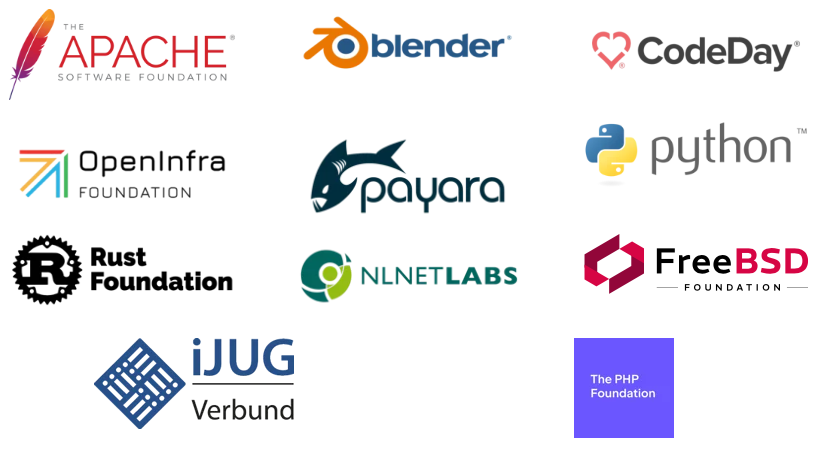 THE
APACHE®
SOFTWARE FOUNDATION
blender®
CodeDay®
®
OpenInfra
FOUNDATION
payara
python™
R
Rust
Foundation
NLNETLABS
FreeBSD
FOUNDATION
iJUG
Verbund
The PHP
Foundation